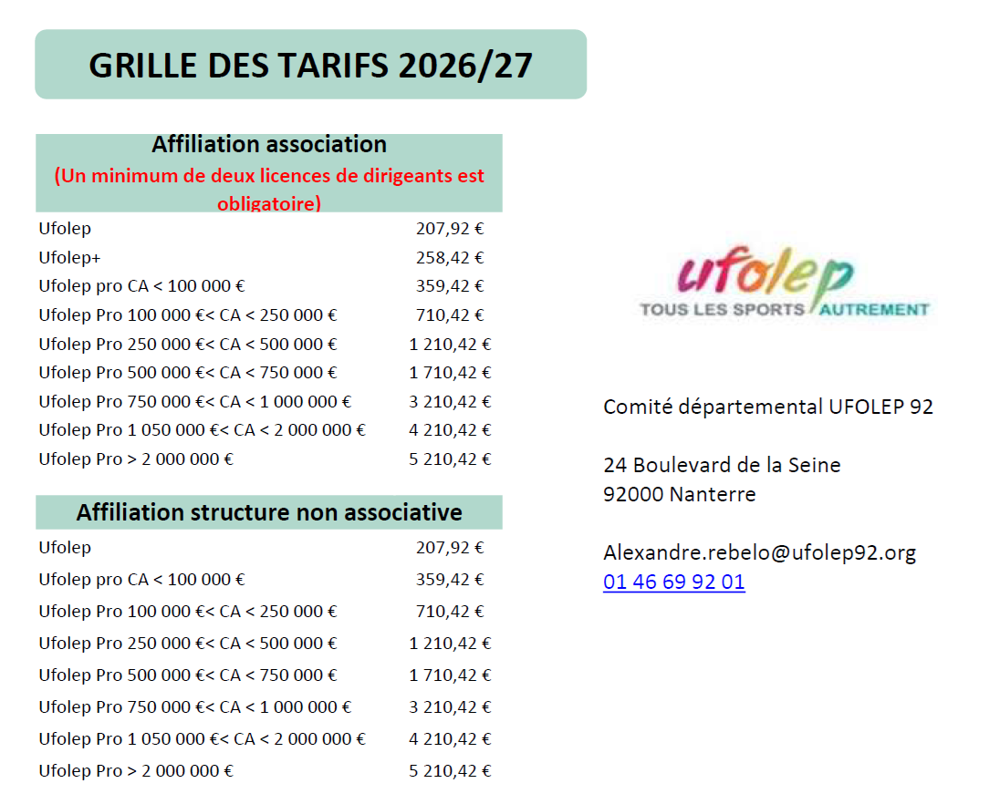 GRILLE DES TARIFS 2026/27
Affiliation association
(Un minimum de deux licences de dirigeants est
obligatoire)
Ufolep 207,92 €
Ufolep+ 258,42 €
Ufolep pro CA < 100 000 € 359,42 €
Ufolep Pro 100 000 €< CA < 250 000 € 710,42 €
Ufolep Pro 250 000 €< CA < 500 000 € 1 210,42 €
Ufolep Pro 500 000 €< CA < 750 000 € 1 710,42 €
Ufolep Pro 750 000 €< CA < 1 000 000 € 3 210,42 €
Ufolep Pro 1 050 000 €< CA < 2 000 000 € 4 210,42 €
Ufolep Pro > 2 000 000 € 5 210,42 €
Affiliation structure non associative
Ufolep 207,92 €
Ufolep pro CA < 100 000 € 359,42 €
Ufolep Pro 100 000 €< CA < 250 000 € 710,42 €
Ufolep Pro 250 000 €< CA < 500 000 € 1 210,42 €
Ufolep Pro 500 000 €< CA < 750 000 € 1 710,42 €
Ufolep Pro 750 000 €< CA < 1 000 000 € 3 210,42 €
Ufolep Pro 1 050 000 €< CA < 2 000 000 € 4 210,42 €
Ufolep Pro > 2 000 000 € 5 210,42 €
ufolep
TOUS LES SPORTS AUTREMENT
Comité départemental UFOLEP 92
24 Boulevard de la Seine
92000 Nanterre
Alexandre.rebelo@ufolep92.org
01 46 69 92 01